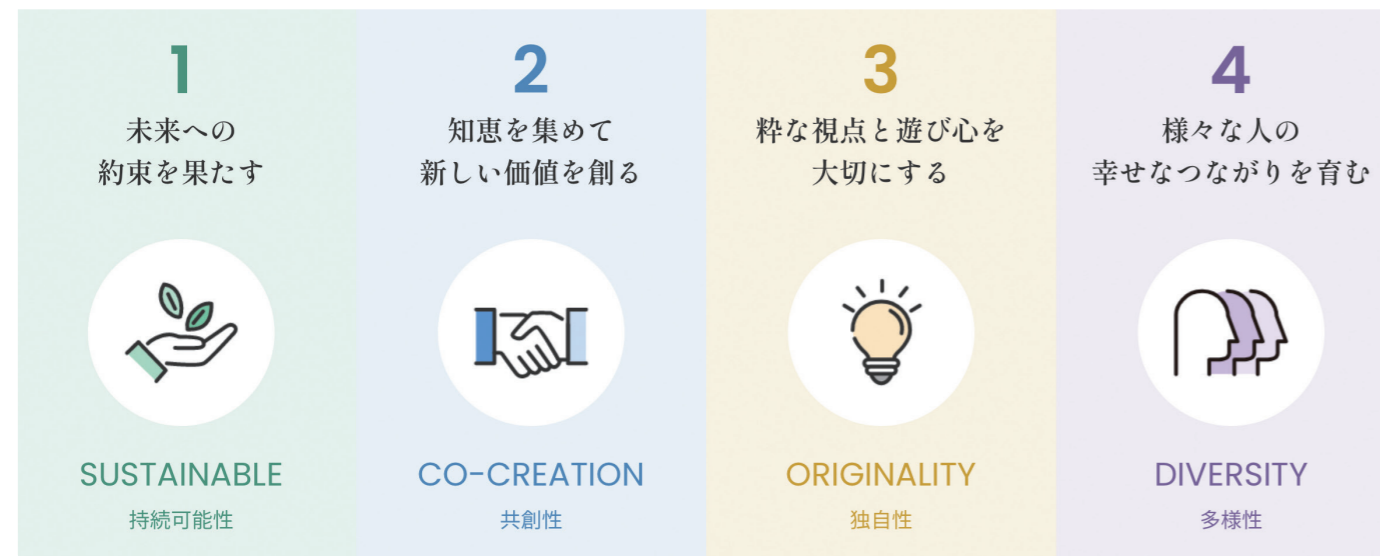 1
未来への
約束を果たす
SUSTAINABLE
持続可能性
2
知恵を集めて
新しい価値を創る
CO-CREATION
共創性
3
粋な視点と遊び心を
大切にする
ORIGINALITY
独自性
4
様々な人の
幸せなつながりを育む
DIVERSITY
多様性